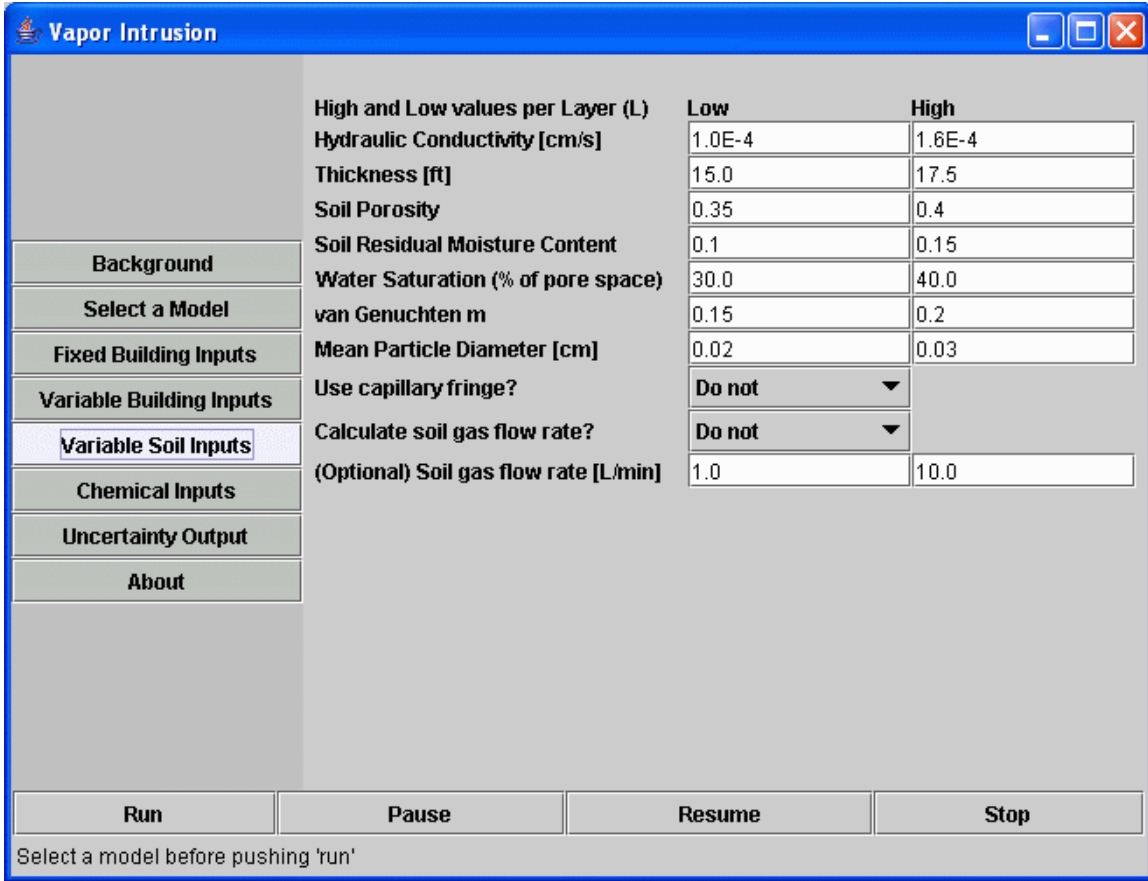 Vapor Intrusion
High and Low values per Layer (L) Low High
Hydraulic Conductivity [cm/s] 1.0E-4 1.6E-4
Thickness [ft] 15.0 17.5
Soil Porosity 0.35 0.4
Soil Residual Moisture Content 0.1 0.15
Water Saturation (% of pore space) 30.0 40.0
van Genuchten m 0.15 0.2
Mean Particle Diameter [cm] 0.02 0.03
Use capillary fringe? Do not
Calculate soil gas flow rate? Do not
(Optional) Soil gas flow rate [L/min] 1.0 10.0
Background
Select a Model
Fixed Building Inputs
Variable Building Inputs
Variable Soil Inputs
Chemical Inputs
Uncertainty Output
About
Run Pause Resume Stop
Select a model before pushing 'run'